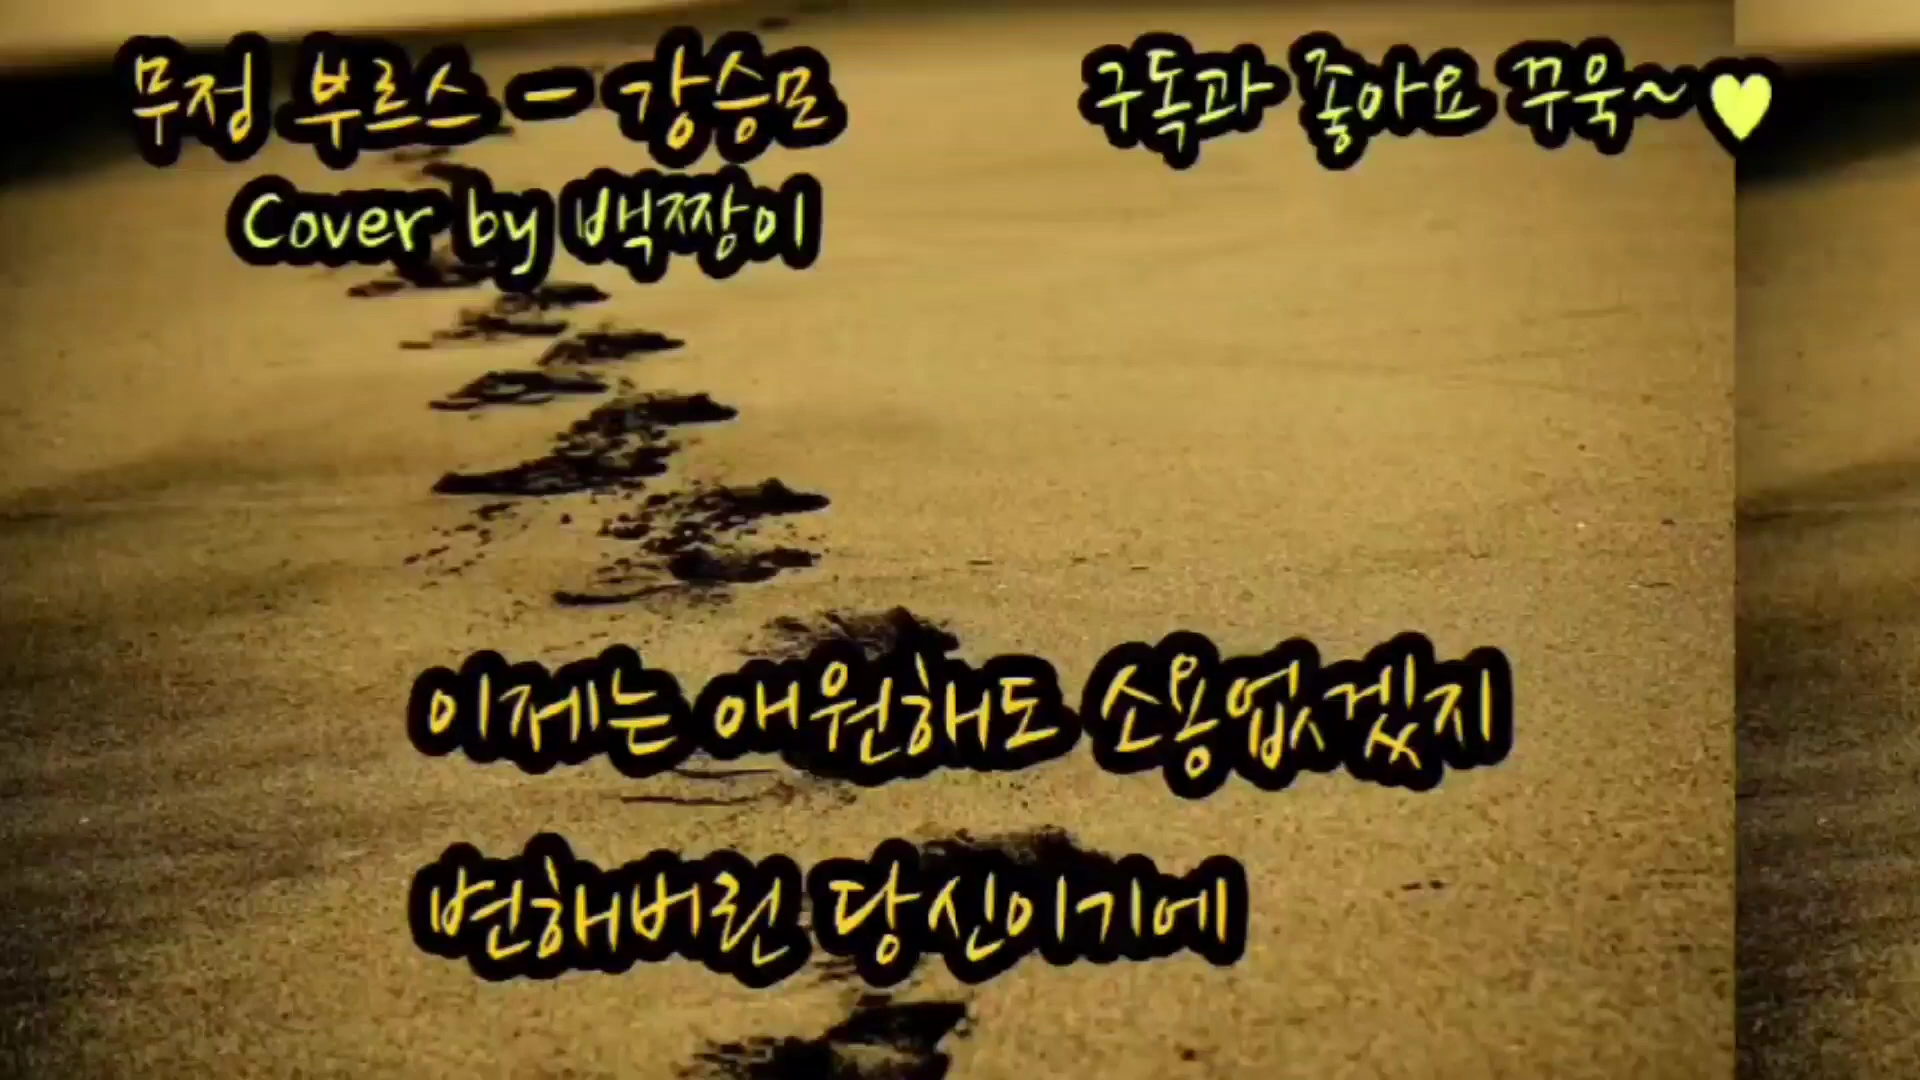 무정 부르스 - 강승모
Cover by 백짱이
구독과 좋아요 꾸욱~♥
이제는 애원해도 소용없겠지
변해버린 당신이기에